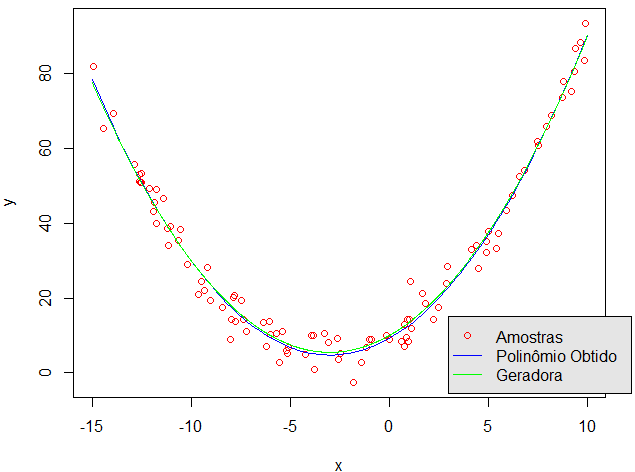 80
60
y
40
20
0
Amostras
Polinômio Obtido
Geradora
-15 -10 -5 0 5 10
x